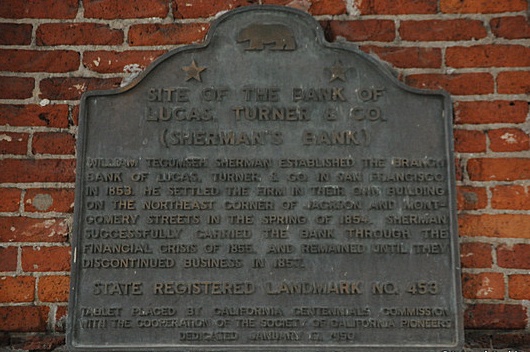 SITE OF THE BANK OF
LUCAS, TURNER & CO.
(SHERMAN'S BANK)
WILLIAM TECUMSEH SHERMAN ESTABLISHED THE BRANCH
BANK OF LUCAS, TURNER & CO IN SAN FRANCISCO
IN 1853. HE SETTLED THE FIRM IN THEIR OWN BUILDING
ON THE NORTHEAST CORNER OF JACKSON AND MONT-
GOMERY STREETS IN THE SPRING OF 1854. SHERMAN
SUCCESSFULLY CARRIED THE BANK THROUGH THE
FINANCIAL CRISIS OF 1855, AND REMAINED UNTIL THEY
DISCONTINUED BUSINESS IN 1857.
STATE REGISTERED LANDMARK NO. 453
TABLET PLACED BY CALIFORNIA CENTENNIALS COMMISSION
WITH THE COOPERATION OF THE SOCIETY OF CALIFORNIA PIONEERS
DEDICATED JANUARY 17, 1950